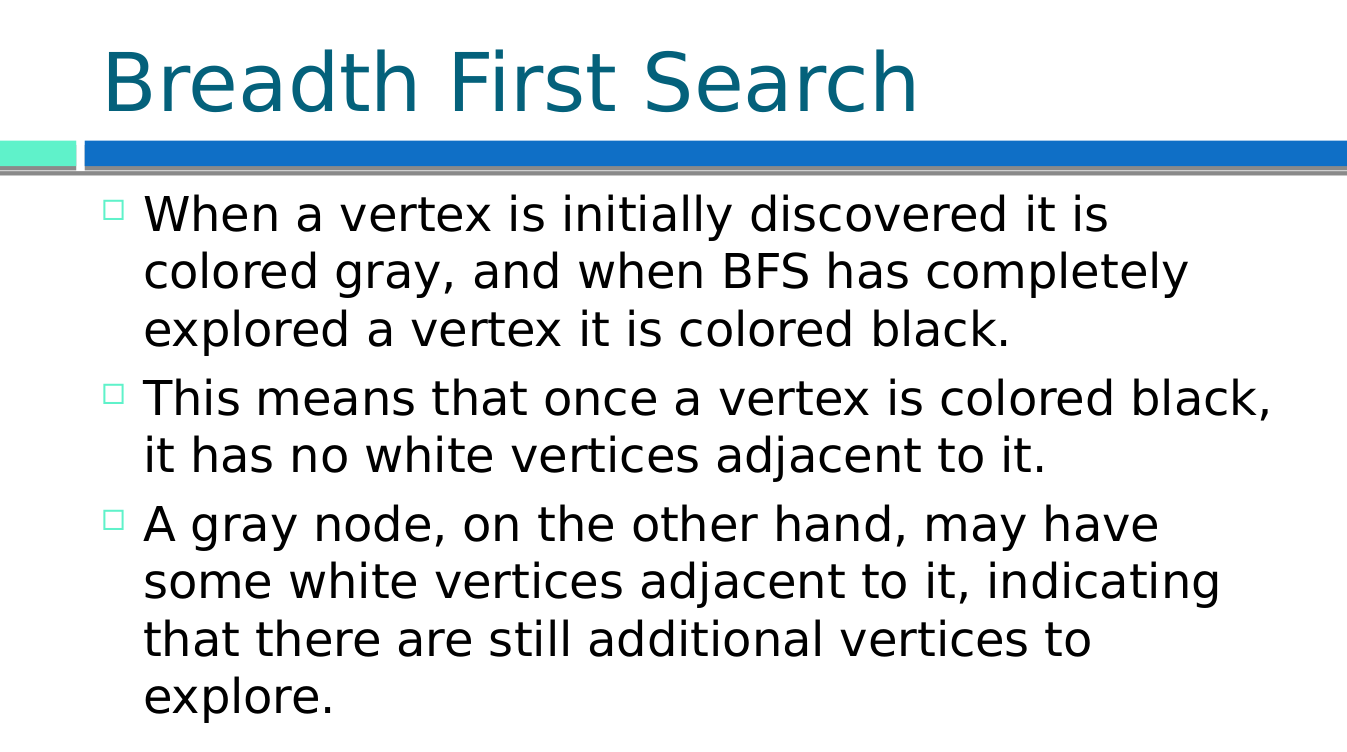 Breadth First Search
When a vertex is initially discovered it is
colored gray, and when BFS has completely
explored a vertex it is colored black.
This means that once a vertex is colored black,
it has no white vertices adjacent to it.
A gray node, on the other hand, may have
some white vertices adjacent to it, indicating
that there are still additional vertices to
explore.